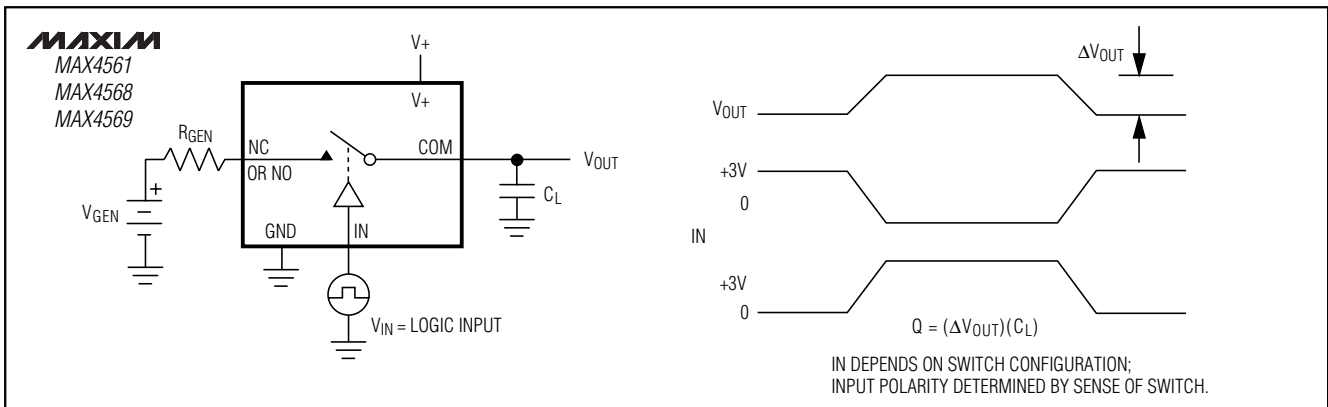 MAXIM
MAX4561
MAX4568
MAX4569
V+
V+
RGEN
NC
OR NO
COM
VOUT
CL
VGEN
+
GND
IN
VIN = LOGIC INPUT
ΔVOUT
VOUT
+3V
0
IN
+3V
0
Q = (ΔVOUT)(CL)
IN DEPENDS ON SWITCH CONFIGURATION;
INPUT POLARITY DETERMINED BY SENSE OF SWITCH.